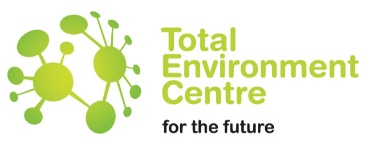 Total
Environment
Centre
for the future